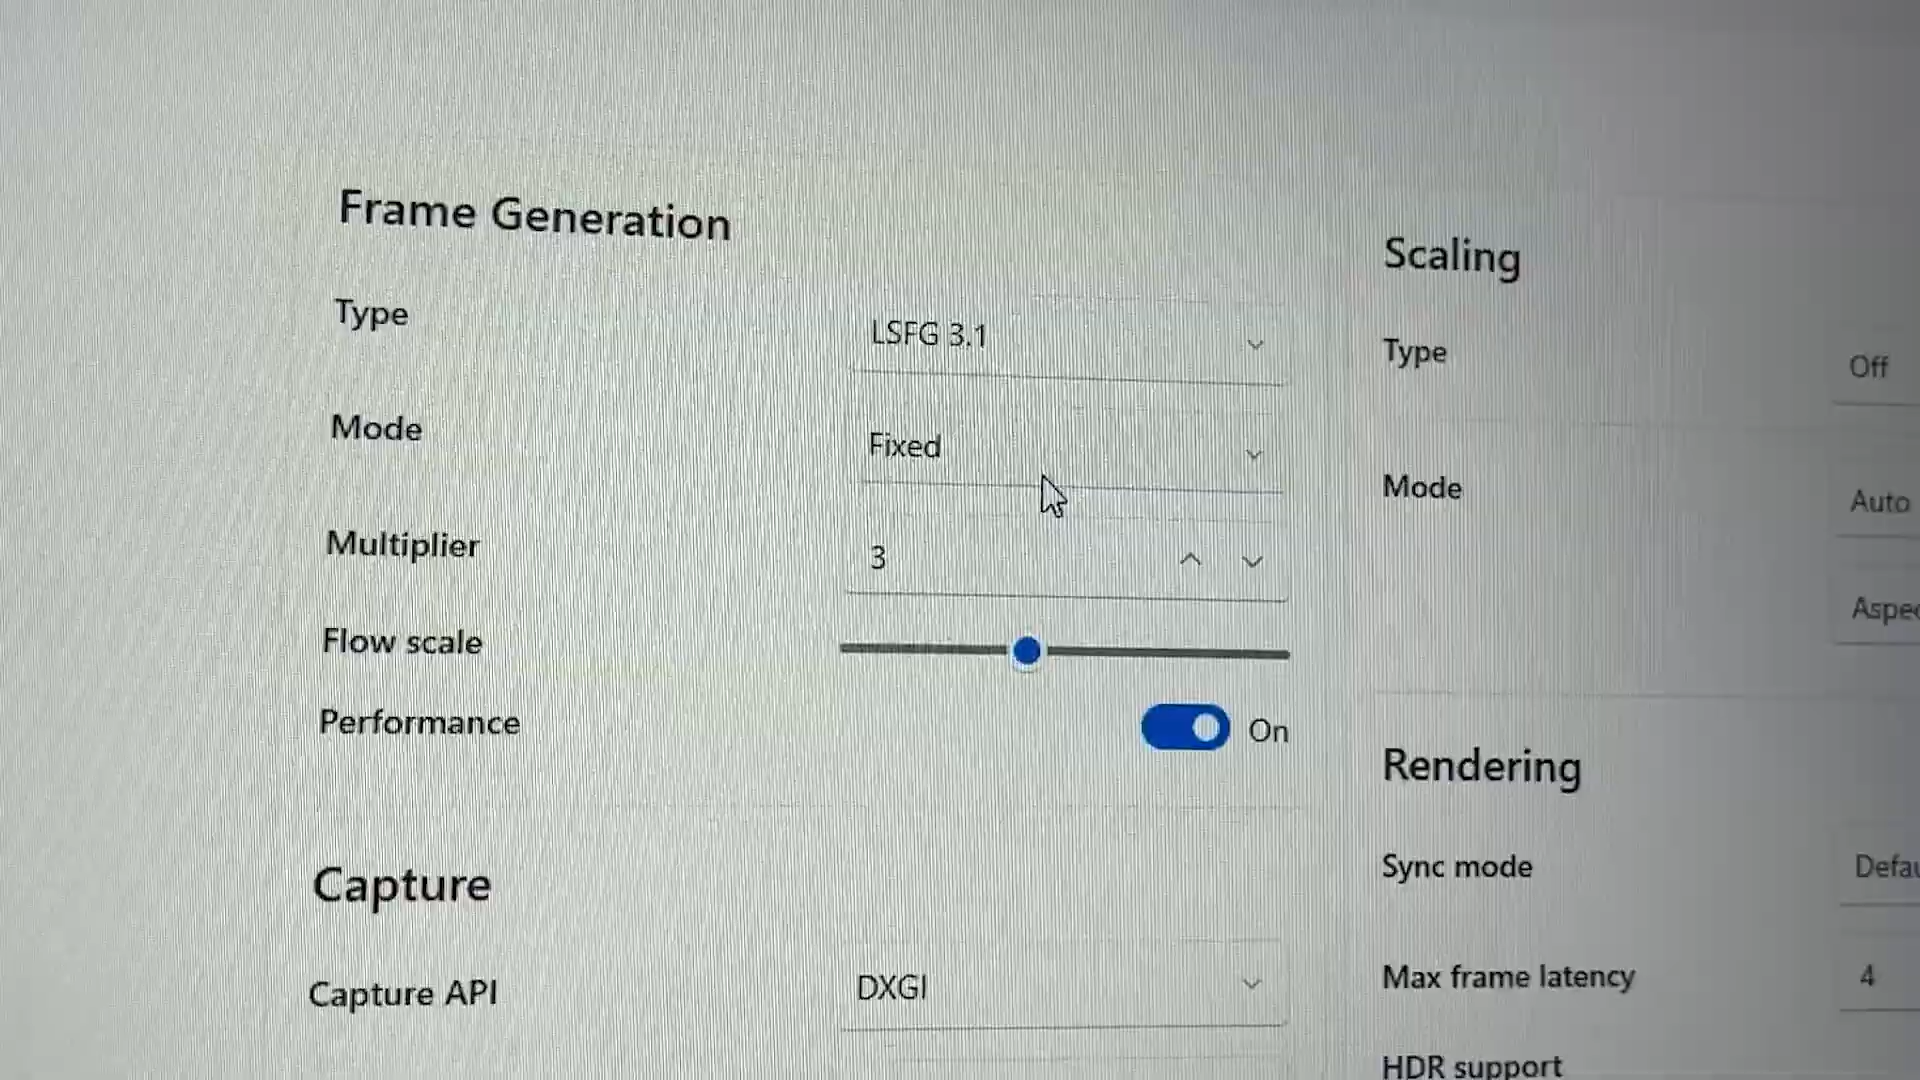 Frame Generation
Type
LSFG 3.1
Mode
Fixed
Multiplier
3
Flow scale
Performance
On
Capture
Capture API
DXGI
Scaling
Type
Off
Mode
Auto
Rendering
Sync mode
Max frame latency
4
HDR support